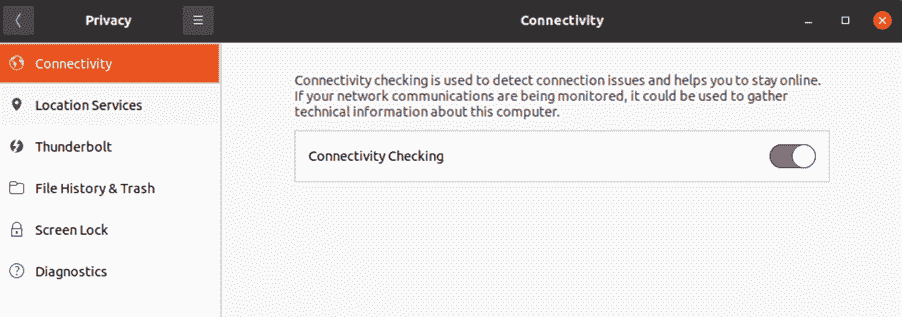 Privacy
Connectivity
Connectivity
Location Services
Thunderbolt
File History & Trash
Screen Lock
Diagnostics
Connectivity checking is used to detect connection issues and helps you to stay online.
If your network communications are being monitored, it could be used to gather
technical information about this computer.
Connectivity Checking